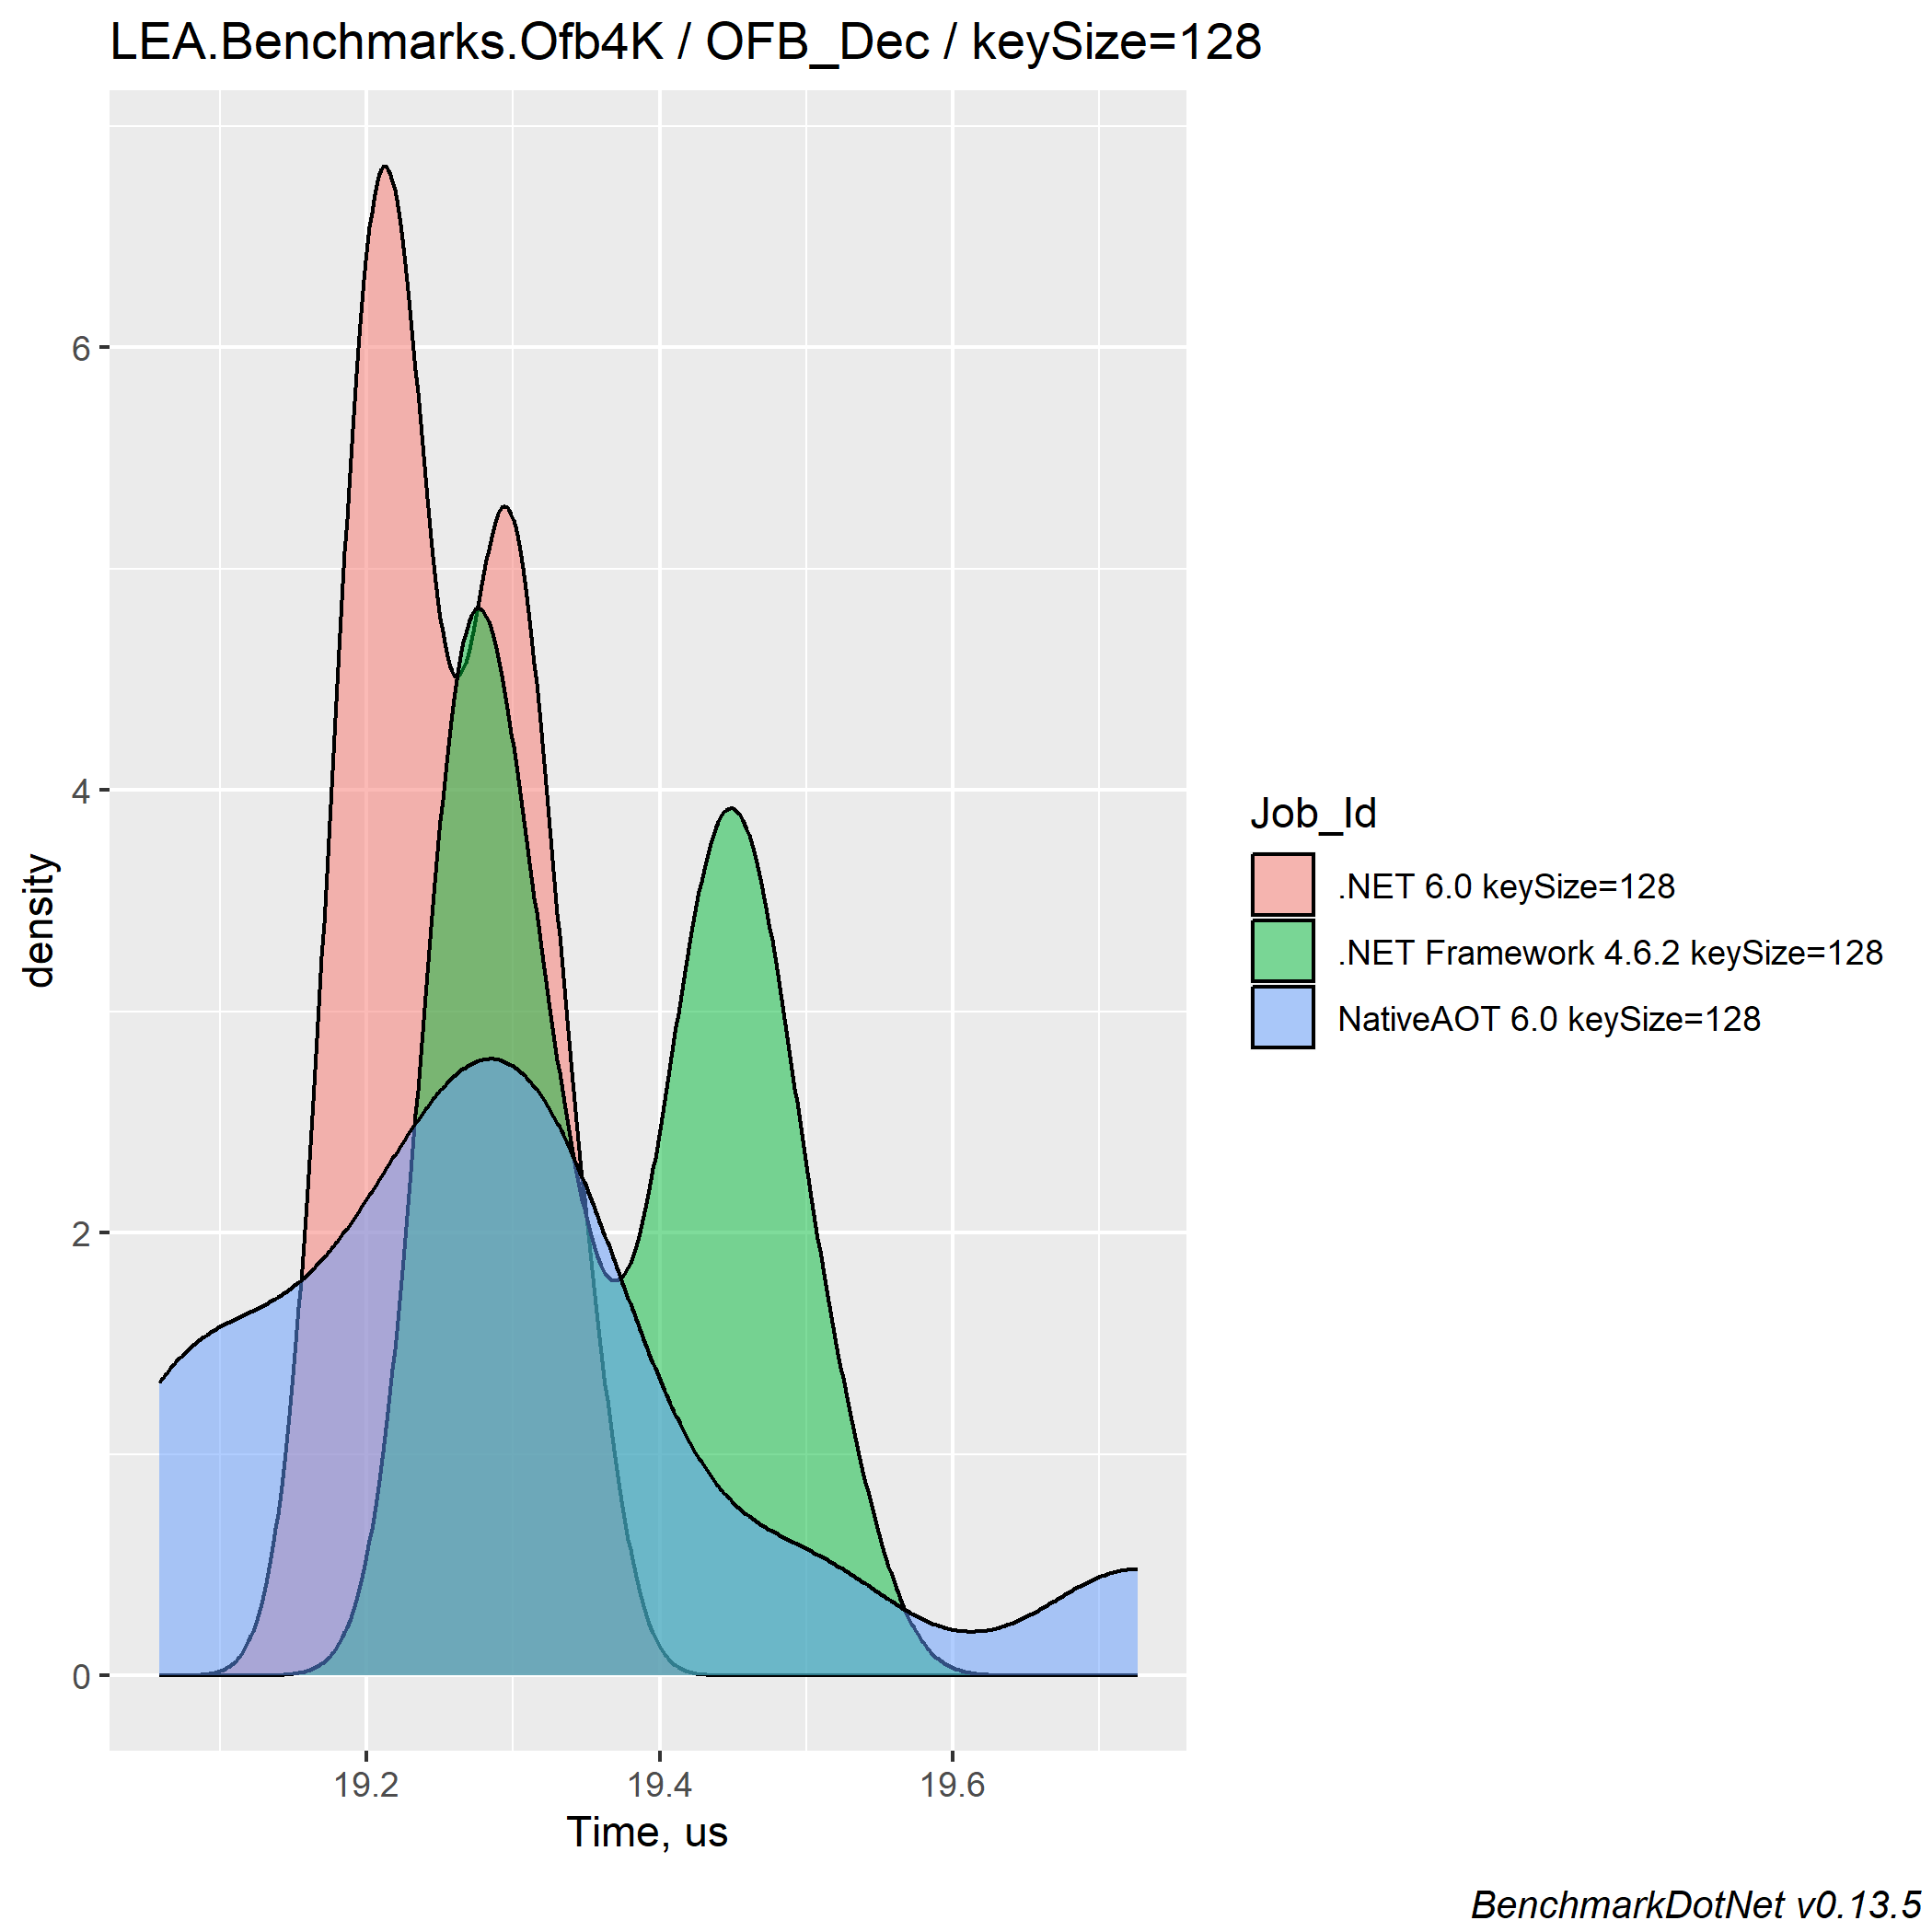 LEA.Benchmarks.Ofb4K / OFB_Dec / keySize=128
6
4
2
0
density
19.2 19.4 19.6
Time, us
Job_Id
.NET 6.0 keySize=128
.NET Framework 4.6.2 keySize=128
NativeAOT 6.0 keySize=128
BenchmarkDotNet v0.13.5